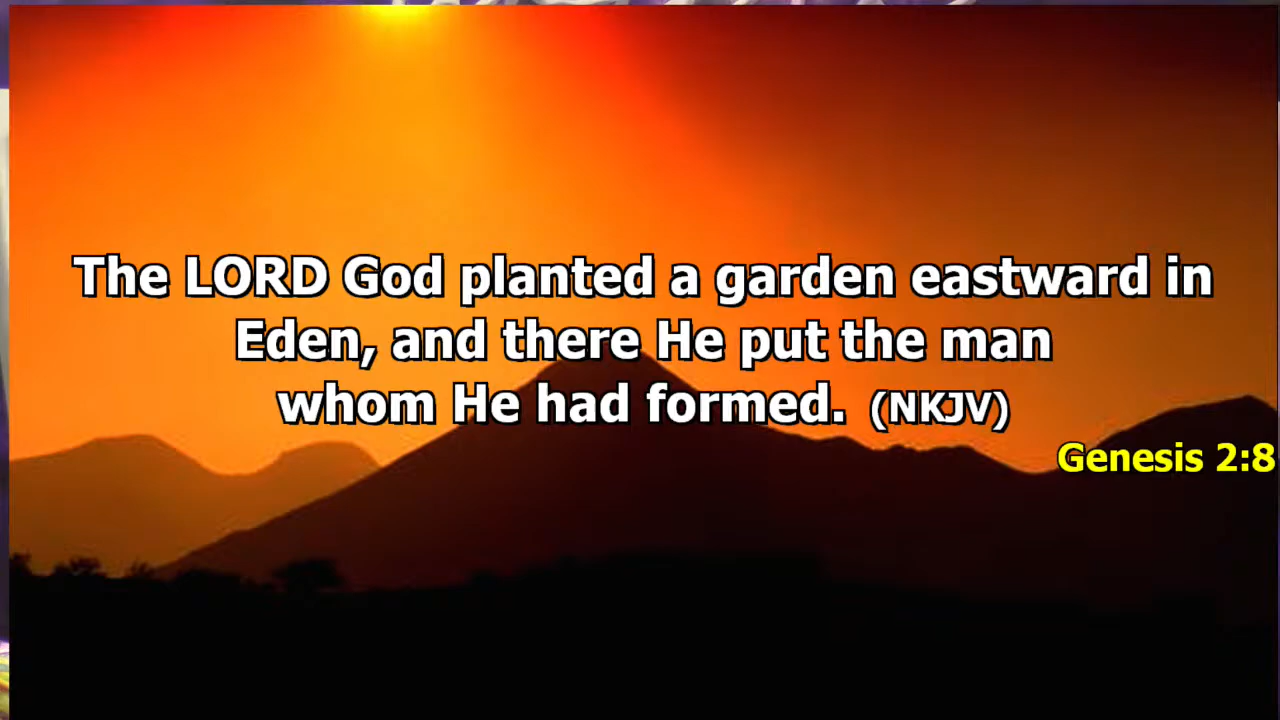 The LORD God planted a garden eastward in
Eden, and there He put the man
whom He had formed. (NKJV)
Genesis 2:8